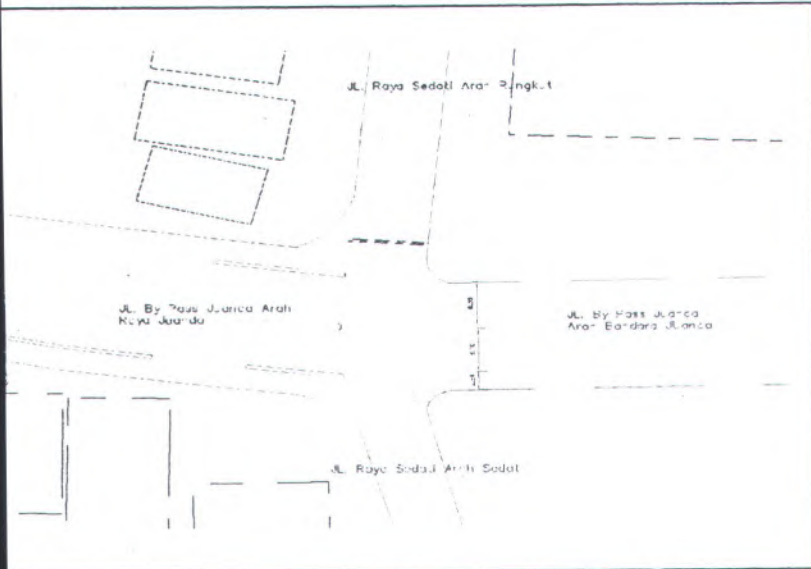 JL. Raya Sedati Arah Rungkut
JL. By Pass Juanda Arah
Raya Juanda
JL. By Pass Juanda
Arah Bandara Juanda
JL. Raya Sedati Arah Sedati